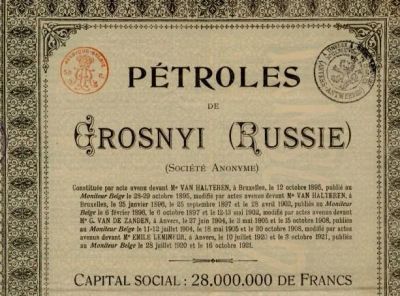 PÉTROLES
DE
GROSNYI (RUSSIE)
(SOCIÉTÉ ANONYME)
Constituée par acte avenu devant Me VAN HALTEREN, à Bruxelles, le 12 octobre 1895, publié au
Moniteur Belge le 28-29 octobre 1895, modifié par actes avenus devant Me VAN HALTEREN, à
Bruxelles, le 25 janvier 1896, le 25 septembre 1897 et le 25 avril 1902, publiés au Moniteur
Belge le 6 février 1896, le 6 octobre 1897 et le 12-13 mai 1902, modifié par actes avenus devant
Me G. VAN DE ZANDEN, à Anvers, le 27 juin 1904, le 2 mai 1905 et le 15 octobre 1908, publiés
au Moniteur Belge le 11-12 juillet 1904, le 18 mai 1905 et le 30 octobre 1908, modifié par actes
avenus devant Me EMILE LEMINEUR, à Anvers, le 10 juillet 1920 et le 3 octobre 1921, publiés
au Moniteur Belge le 28 juillet 1920 et le 16 octobre 1921.
CAPITAL SOCIAL : 28.000.000 DE FRANCS